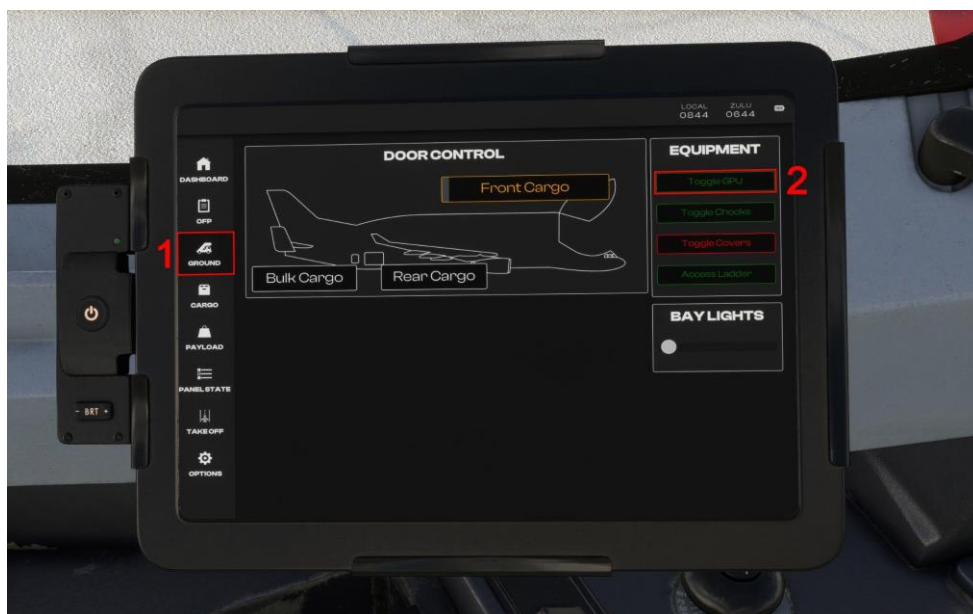 LOCAL ZULU
0844 0644
DASHBOARD
OFP
1
GROUND
CARGO
PAYLOAD
PANEL STATE
TAKE OFF
OPTIONS
- BRT +
DOOR CONTROL
Front Cargo
Bulk Cargo
Rear Cargo
EQUIPMENT
Toggle GPU
2
Toggle Chocks
Toggle Covers
Access Ladder
BAY LIGHTS